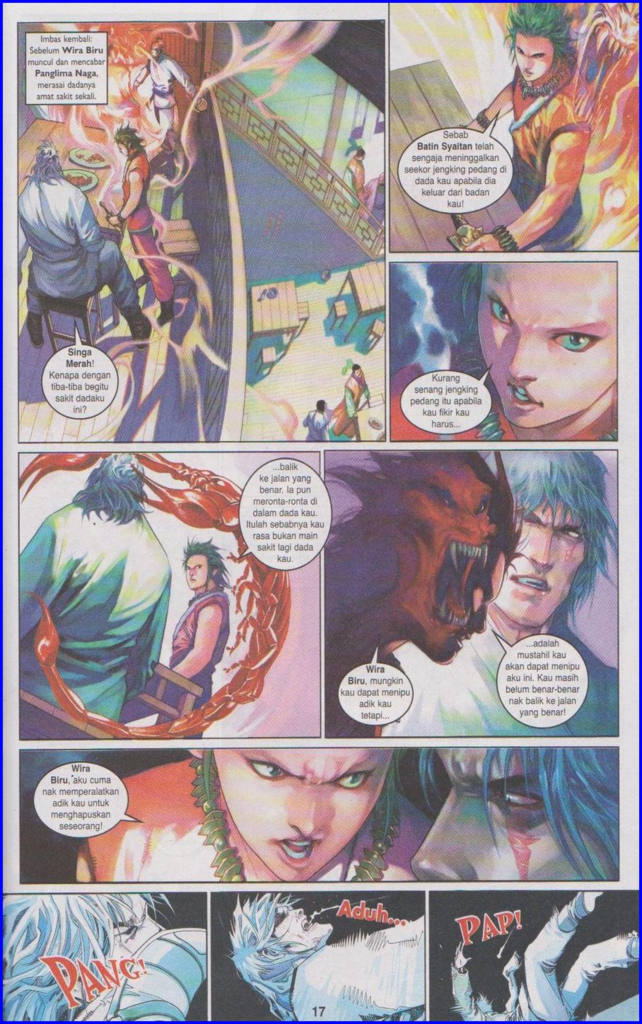 Imbas kembali:
Sebelum Wira Biru
muncul dan mencabar
Panglima Naga,
merasai dadanya
amat sakit sekali.
Singa
Merah!
Kenapa dengan
tiba-tiba begitu
sakit dadaku
ini?
Sebab
Batin Syaitan telah
sengaja meninggalkan
seekor jengking pedang di
dada kau apabila dia
keluar dari badan
kau!
Kurang
senang jengking
pedang itu apabila
kau fikir kau
harus...
...balik
ke jalan yang
benar. Ia pun
meronta-ronta di
dalam dada kau.
Itulah sebabnya kau
rasa bukan main
sakit lagi dada
kau.
Wira
Biru, mungkin
kau dapat menipu
adik kau
tetapi...
...adalah
mustahil kau
akan dapat menipu
aku ini. Kau masih
belum benar-benar
nak balik ke jalan
yang benar!
Wira
Biru, aku cuma
nak memperalatkan
adik kau untuk
menghapuskan
seseorang!
PANG!
Aduh...
PAP!
17